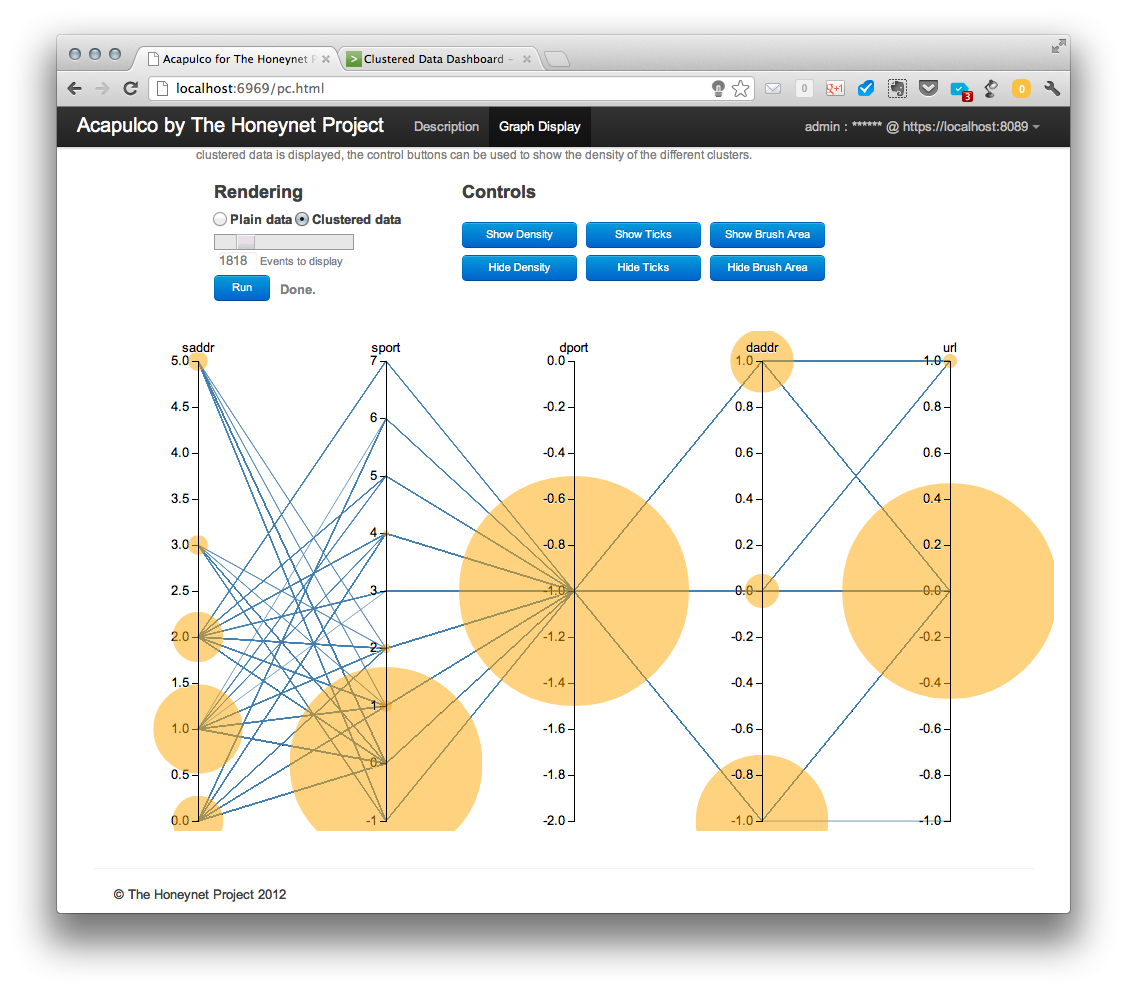 Acapulco for The Honeynet P
Clustered Data Dashboard -
localhost:6969/pc.html
0
g+1
3
0
Acapulco by The Honeynet Project
Description
Graph Display
admin : ****** @ https://localhost:8089
clustered data is displayed, the control buttons can be used to show the density of the different clusters.
Rendering
Controls
Plain data Clustered data
Show Density
Show Ticks
Show Brush Area
1818 Events to display
Hide Density
Hide Ticks
Hide Brush Area
Run
Done.
saddr
5.0
4.5
4.0
3.5
3.0
2.5
2.0
1.5
1.0
0.5
0.0
sport
7
6
5
4
3
2
1
0
-1
dport
0.0
-0.2
-0.4
-0.6
-0.8
-1.0
-1.2
-1.4
-1.6
-1.8
-2.0
daddr
1.0
0.8
0.6
0.4
0.2
0.0
-0.2
-0.4
-0.6
-0.8
-1.0
url
1.0
0.8
0.6
0.4
0.2
0.0
-0.2
-0.4
-0.6
-0.8
-1.0
© The Honeynet Project 2012